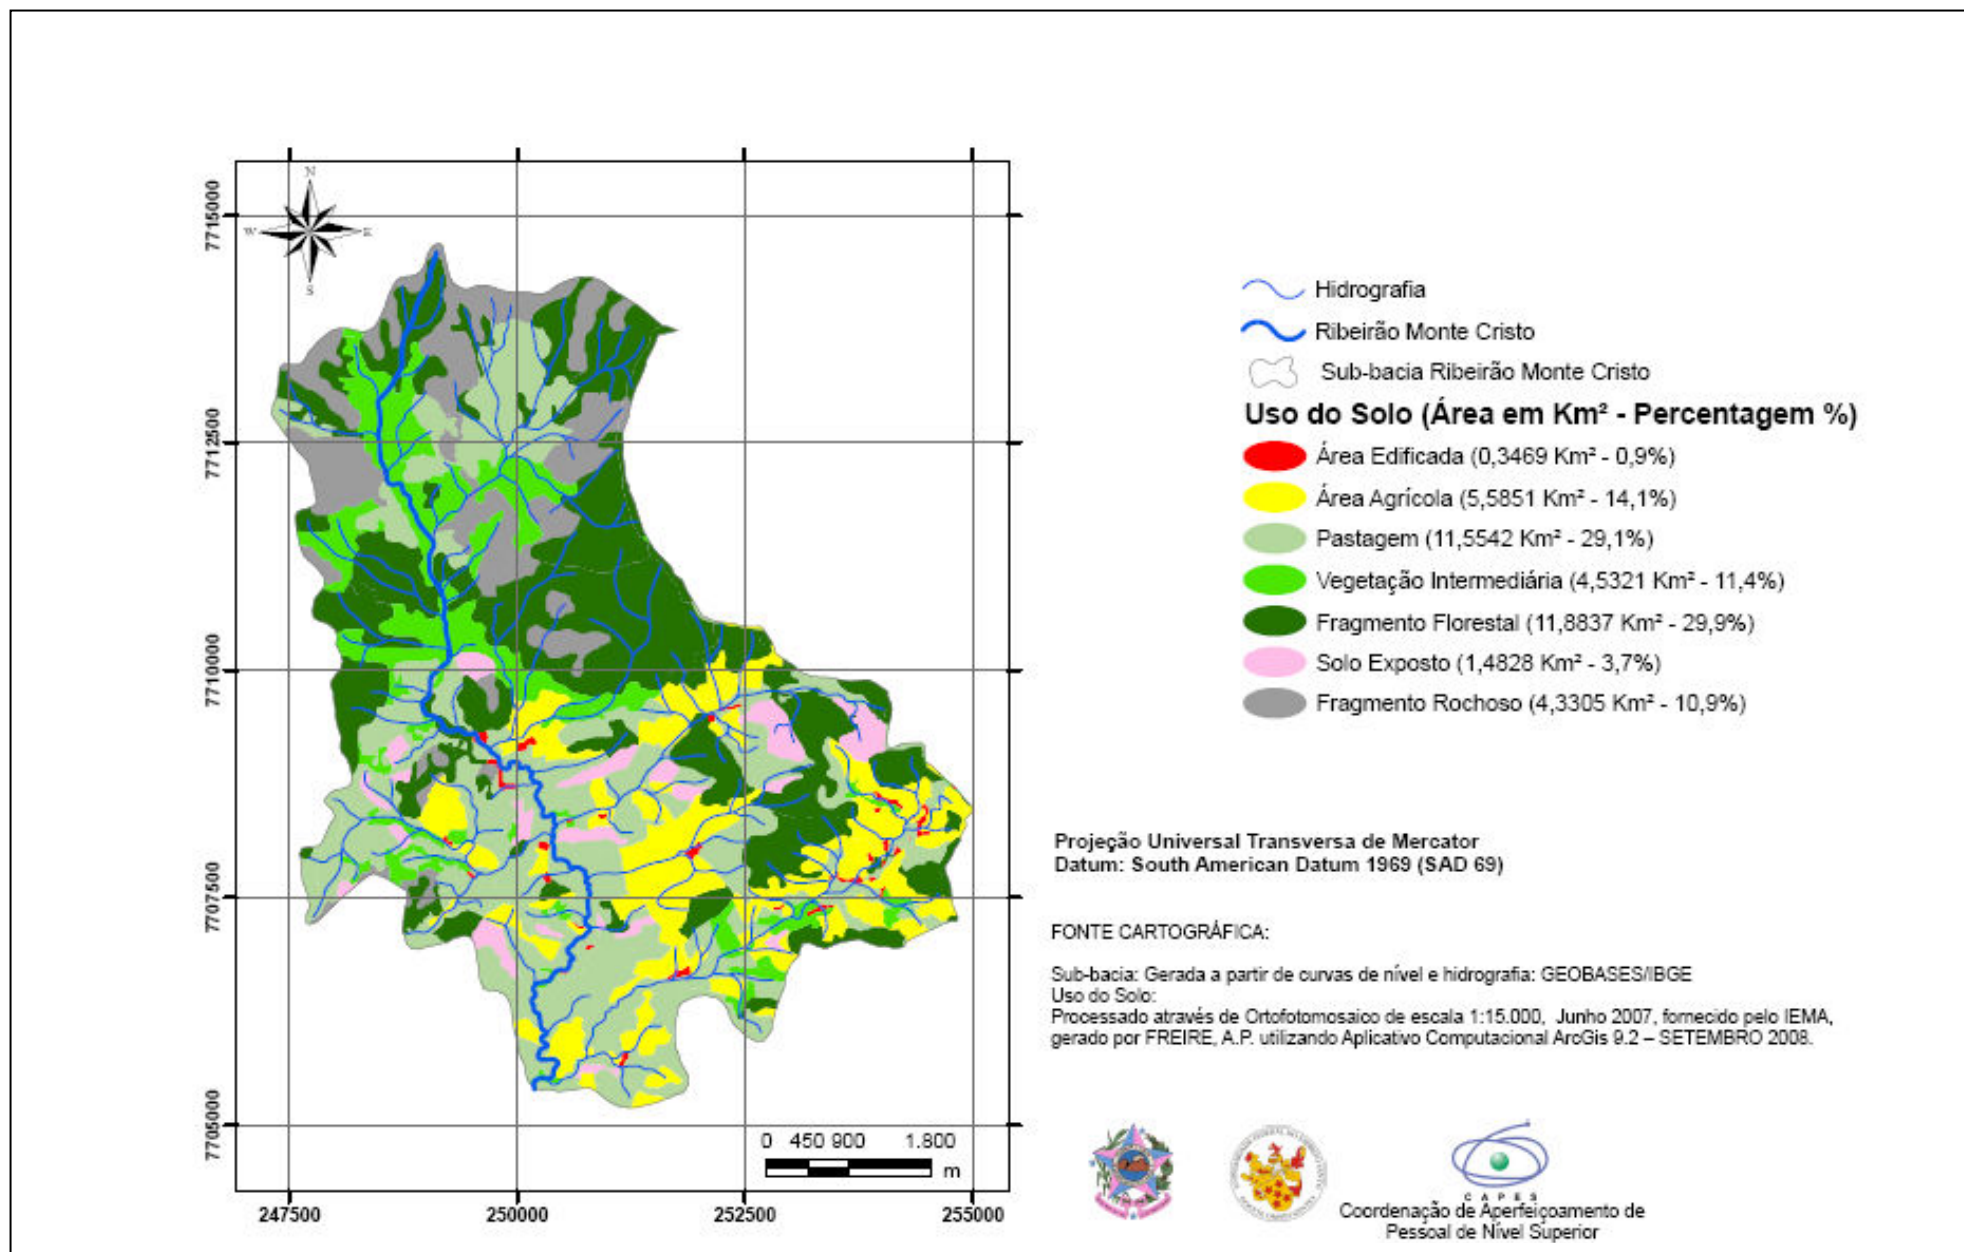 N
W
E
S
7715000
7712500
7710000
7707500
7705000
247500
250000
252500
255000
0 450 900 1.800
m
Hidrografia
Ribeirão Monte Cristo
Sub-bacia Ribeirão Monte Cristo
Uso do Solo (Área em Km² - Percentagem %)
Área Edificada (0,3469 Km² - 0,9%)
Área Agrícola (5,5851 Km² - 14,1%)
Pastagem (11,5542 Km² - 29,1%)
Vegetação Intermediária (4,5321 Km² - 11,4%)
Fragmento Florestal (11,8837 Km² - 29,9%)
Solo Exposto (1,4828 Km² - 3,7%)
Fragmento Rochoso (4,3305 Km² - 10,9%)
Projeção Universal Transversa de Mercator
Datum: South American Datum 1969 (SAD 69)
FONTE CARTOGRÁFICA:
Sub-bacia: Gerada a partir de curvas de nível e hidrografia: GEOBASES/IBGE
Uso do Solo:
Processado através de Ortofotomosaico de escala 1:15.000, Junho 2007, fornecido pelo IEMA,
gerado por FREIRE, A.P. utilizando Aplicativo Computacional ArcGis 9.2 – SETEMBRO 2008.
CAPES
Coordenação de Aperfeiçoamento de
Pessoal de Nível Superior